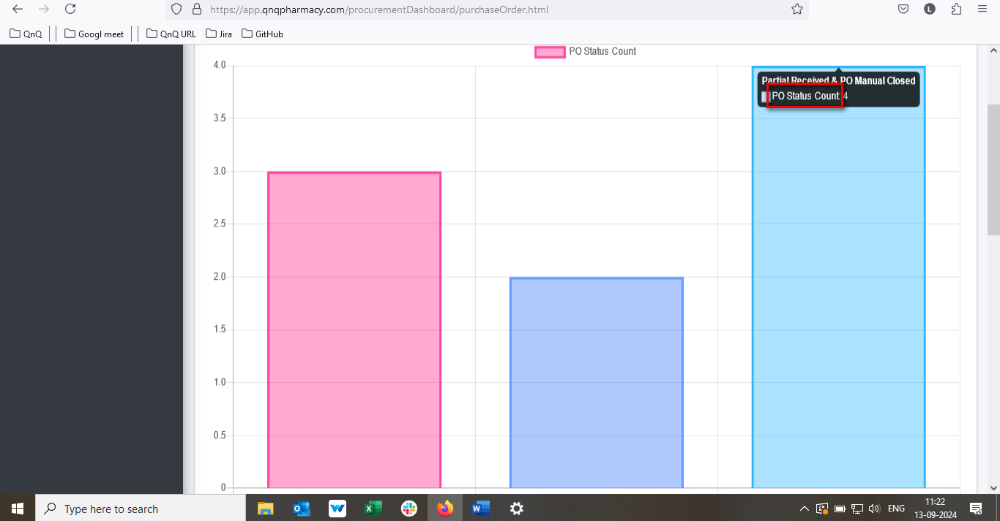 https://app.qnqpharmacy.com/procurementDashboard/purchaseOrder.html
L
QnQ
Googl meet
QnQ URL
Jira
GitHub
PO Status Count
4.0
3.5
3.0
2.5
2.0
1.5
1.0
0.5
0
Partial Received & PO Manual Closed
PO Status Count: 4
Type here to search
ENG
11:22
13-09-2024